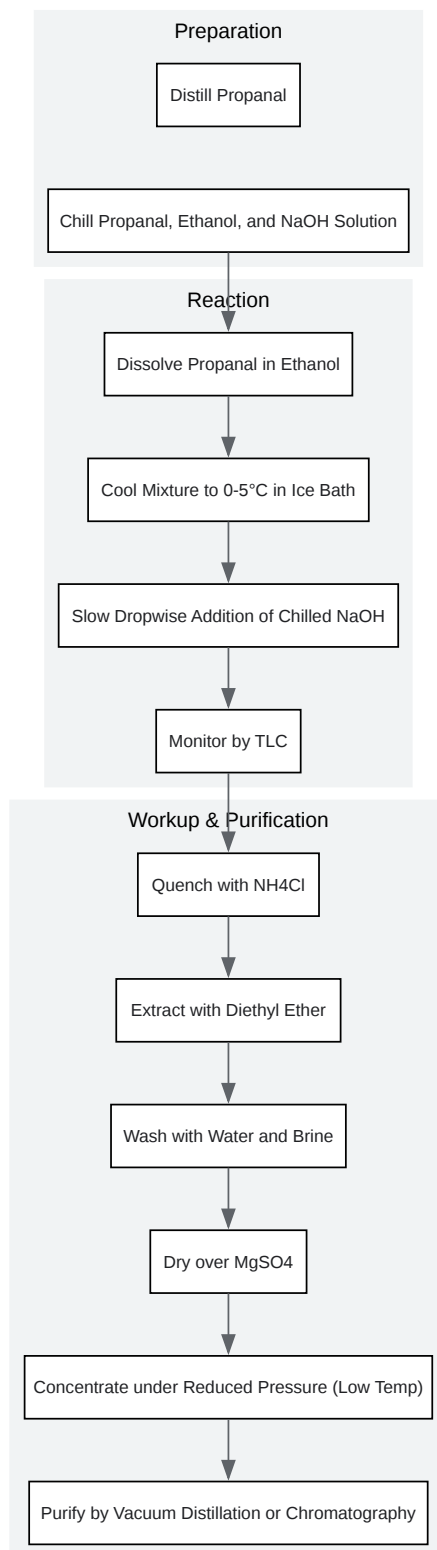 Preparation
Distill Propanal
Chill Propanal, Ethanol, and NaOH Solution
Reaction
Dissolve Propanal in Ethanol
Cool Mixture to 0-5°C in Ice Bath
Slow Dropwise Addition of Chilled NaOH
Monitor by TLC
Workup & Purification
Quench with NH4Cl
Extract with Diethyl Ether
Wash with Water and Brine
Dry over MgSO4
Concentrate under Reduced Pressure (Low Temp)
Purify by Vacuum Distillation or Chromatography